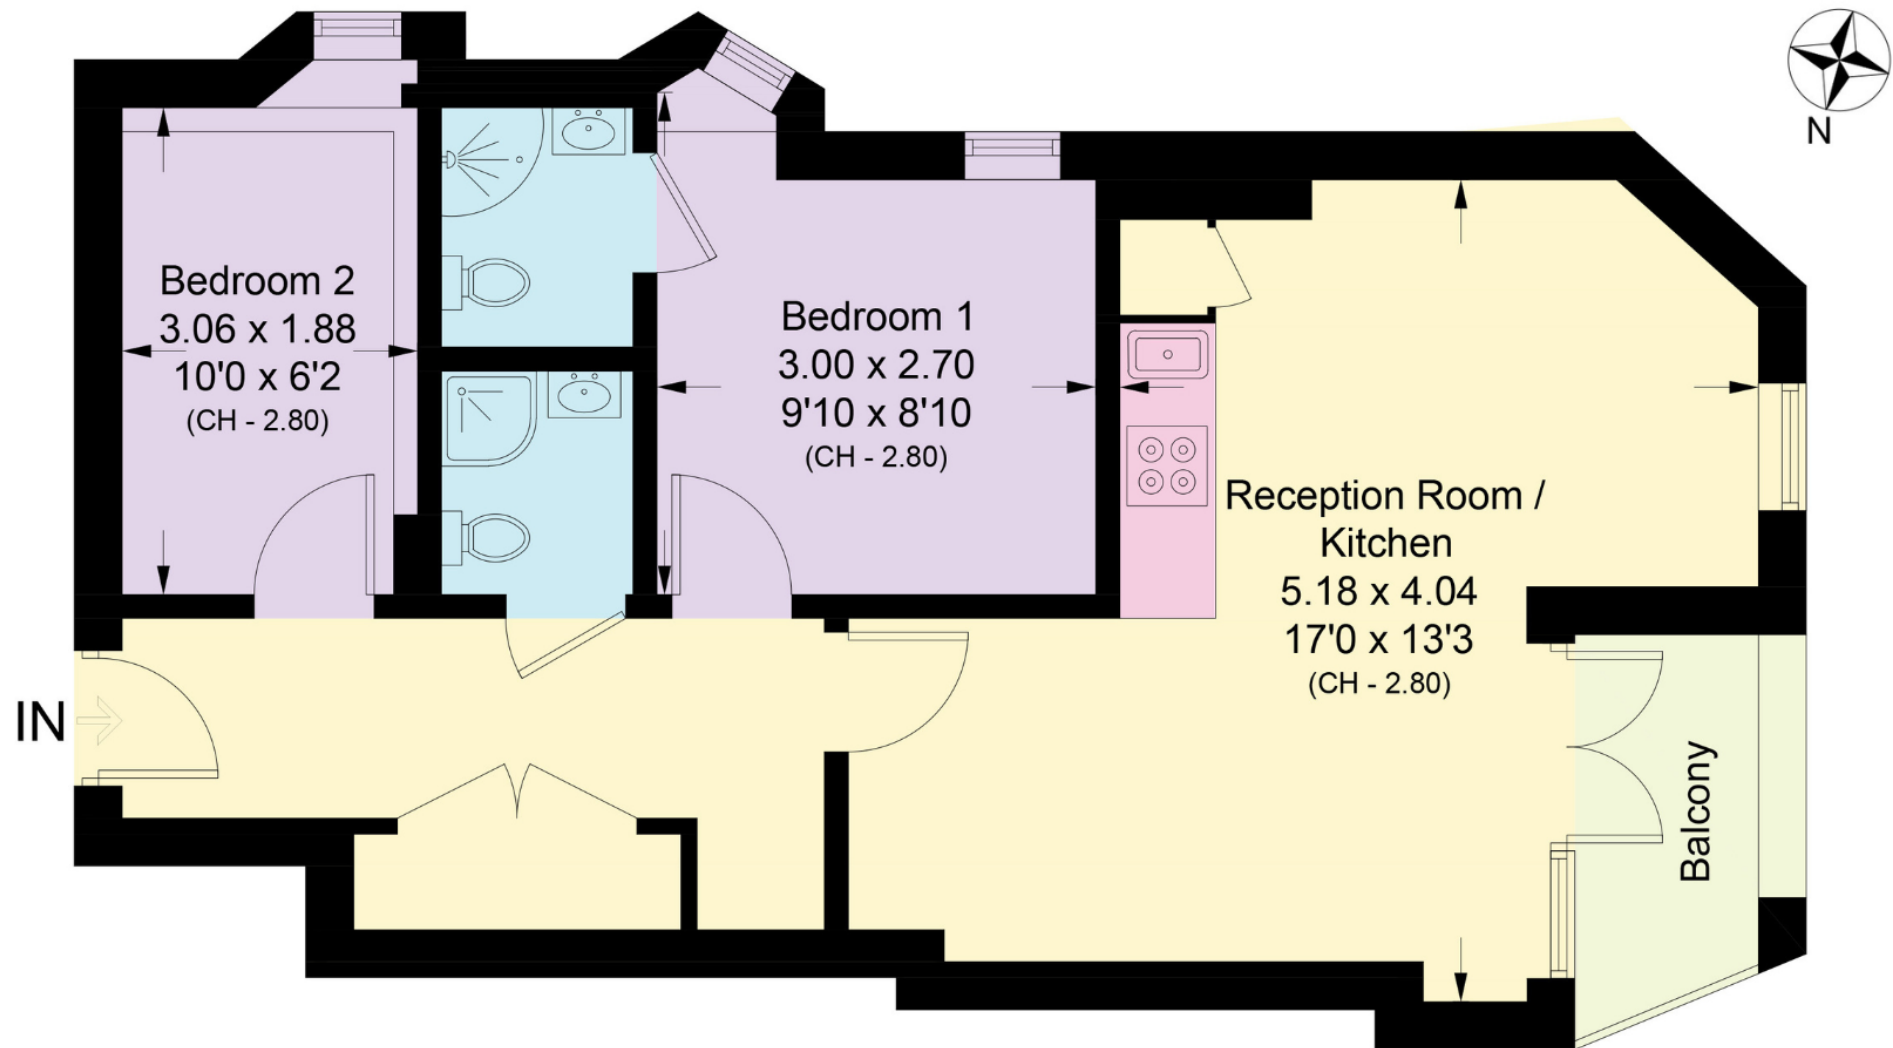 N
Bedroom 2
3.06 x 1.88
10'0 x 6'2
(CH - 2.80)
Bedroom 1
3.00 x 2.70
9'10 x 8'10
(CH - 2.80)
Reception Room /
Kitchen
5.18 x 4.04
17'0 x 13'3
(CH - 2.80)
IN
Balcony